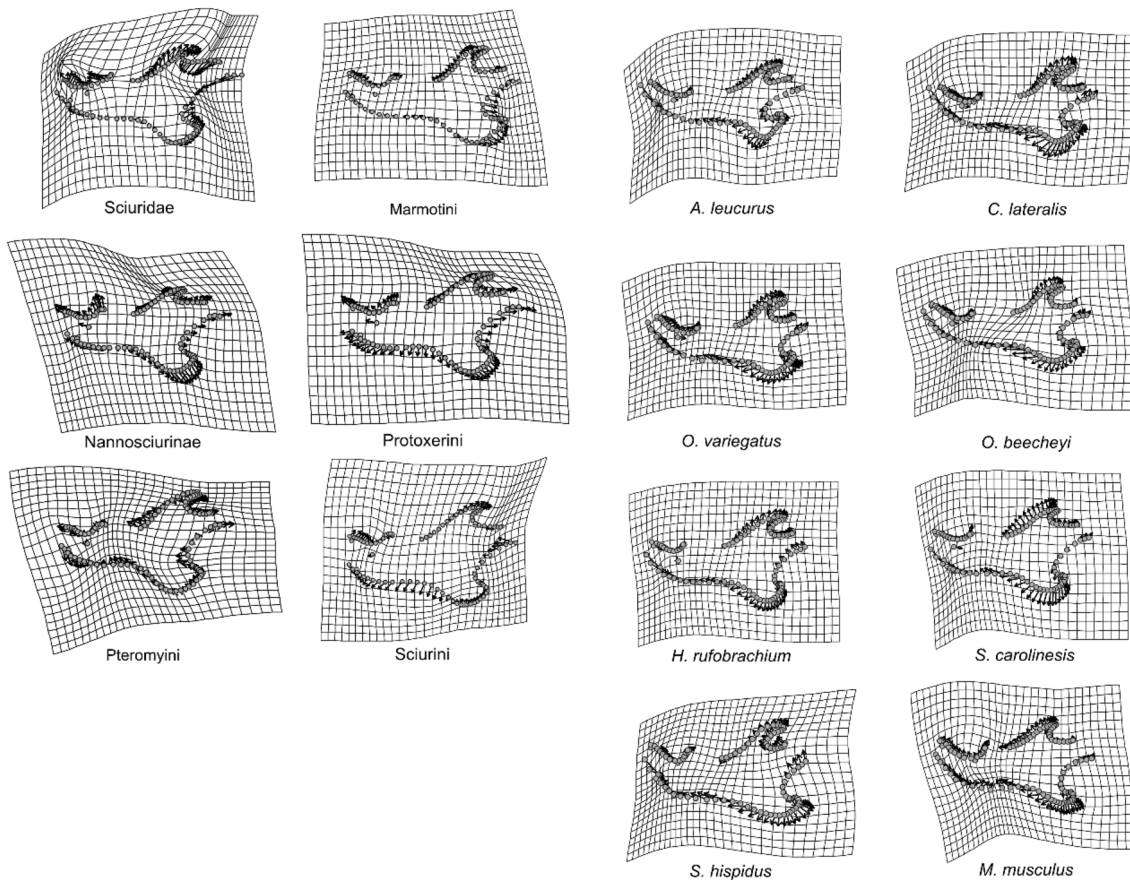 Sciuridae
Marmotini
A. leucurus
C. lateralis
Nannosciurinae
Protoxerini
O. variegatus
O. beecheyi
Pteromyini
Sciurini
H. rufobrachium
S. carolinesis
S. hispidus
M. musculus